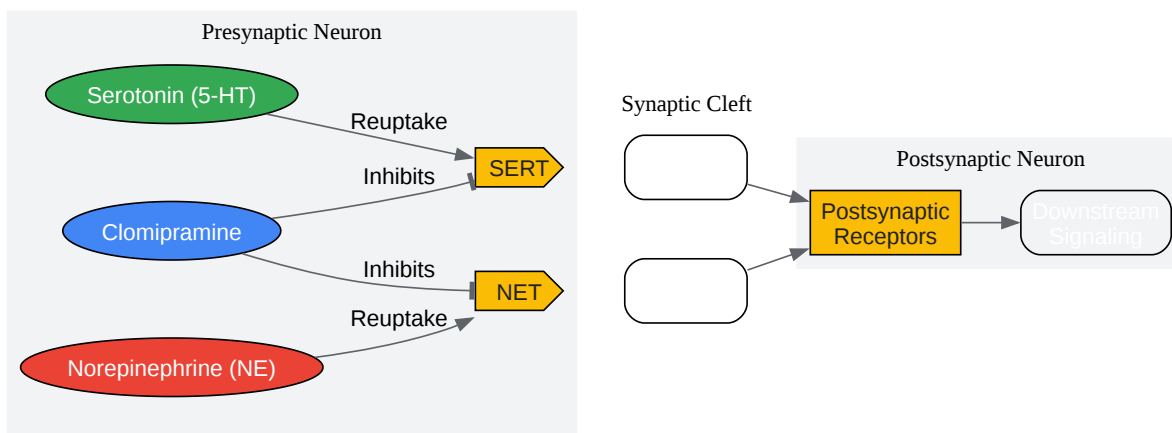 Presynaptic Neuron
Serotonin (5-HT)
Reuptake
SERT
Inhibits
Clomipramine
Inhibits
NET
Reuptake
Norepinephrine (NE)
Synaptic Cleft
Postsynaptic Neuron
Postsynaptic
Receptors
Downstream
Signaling